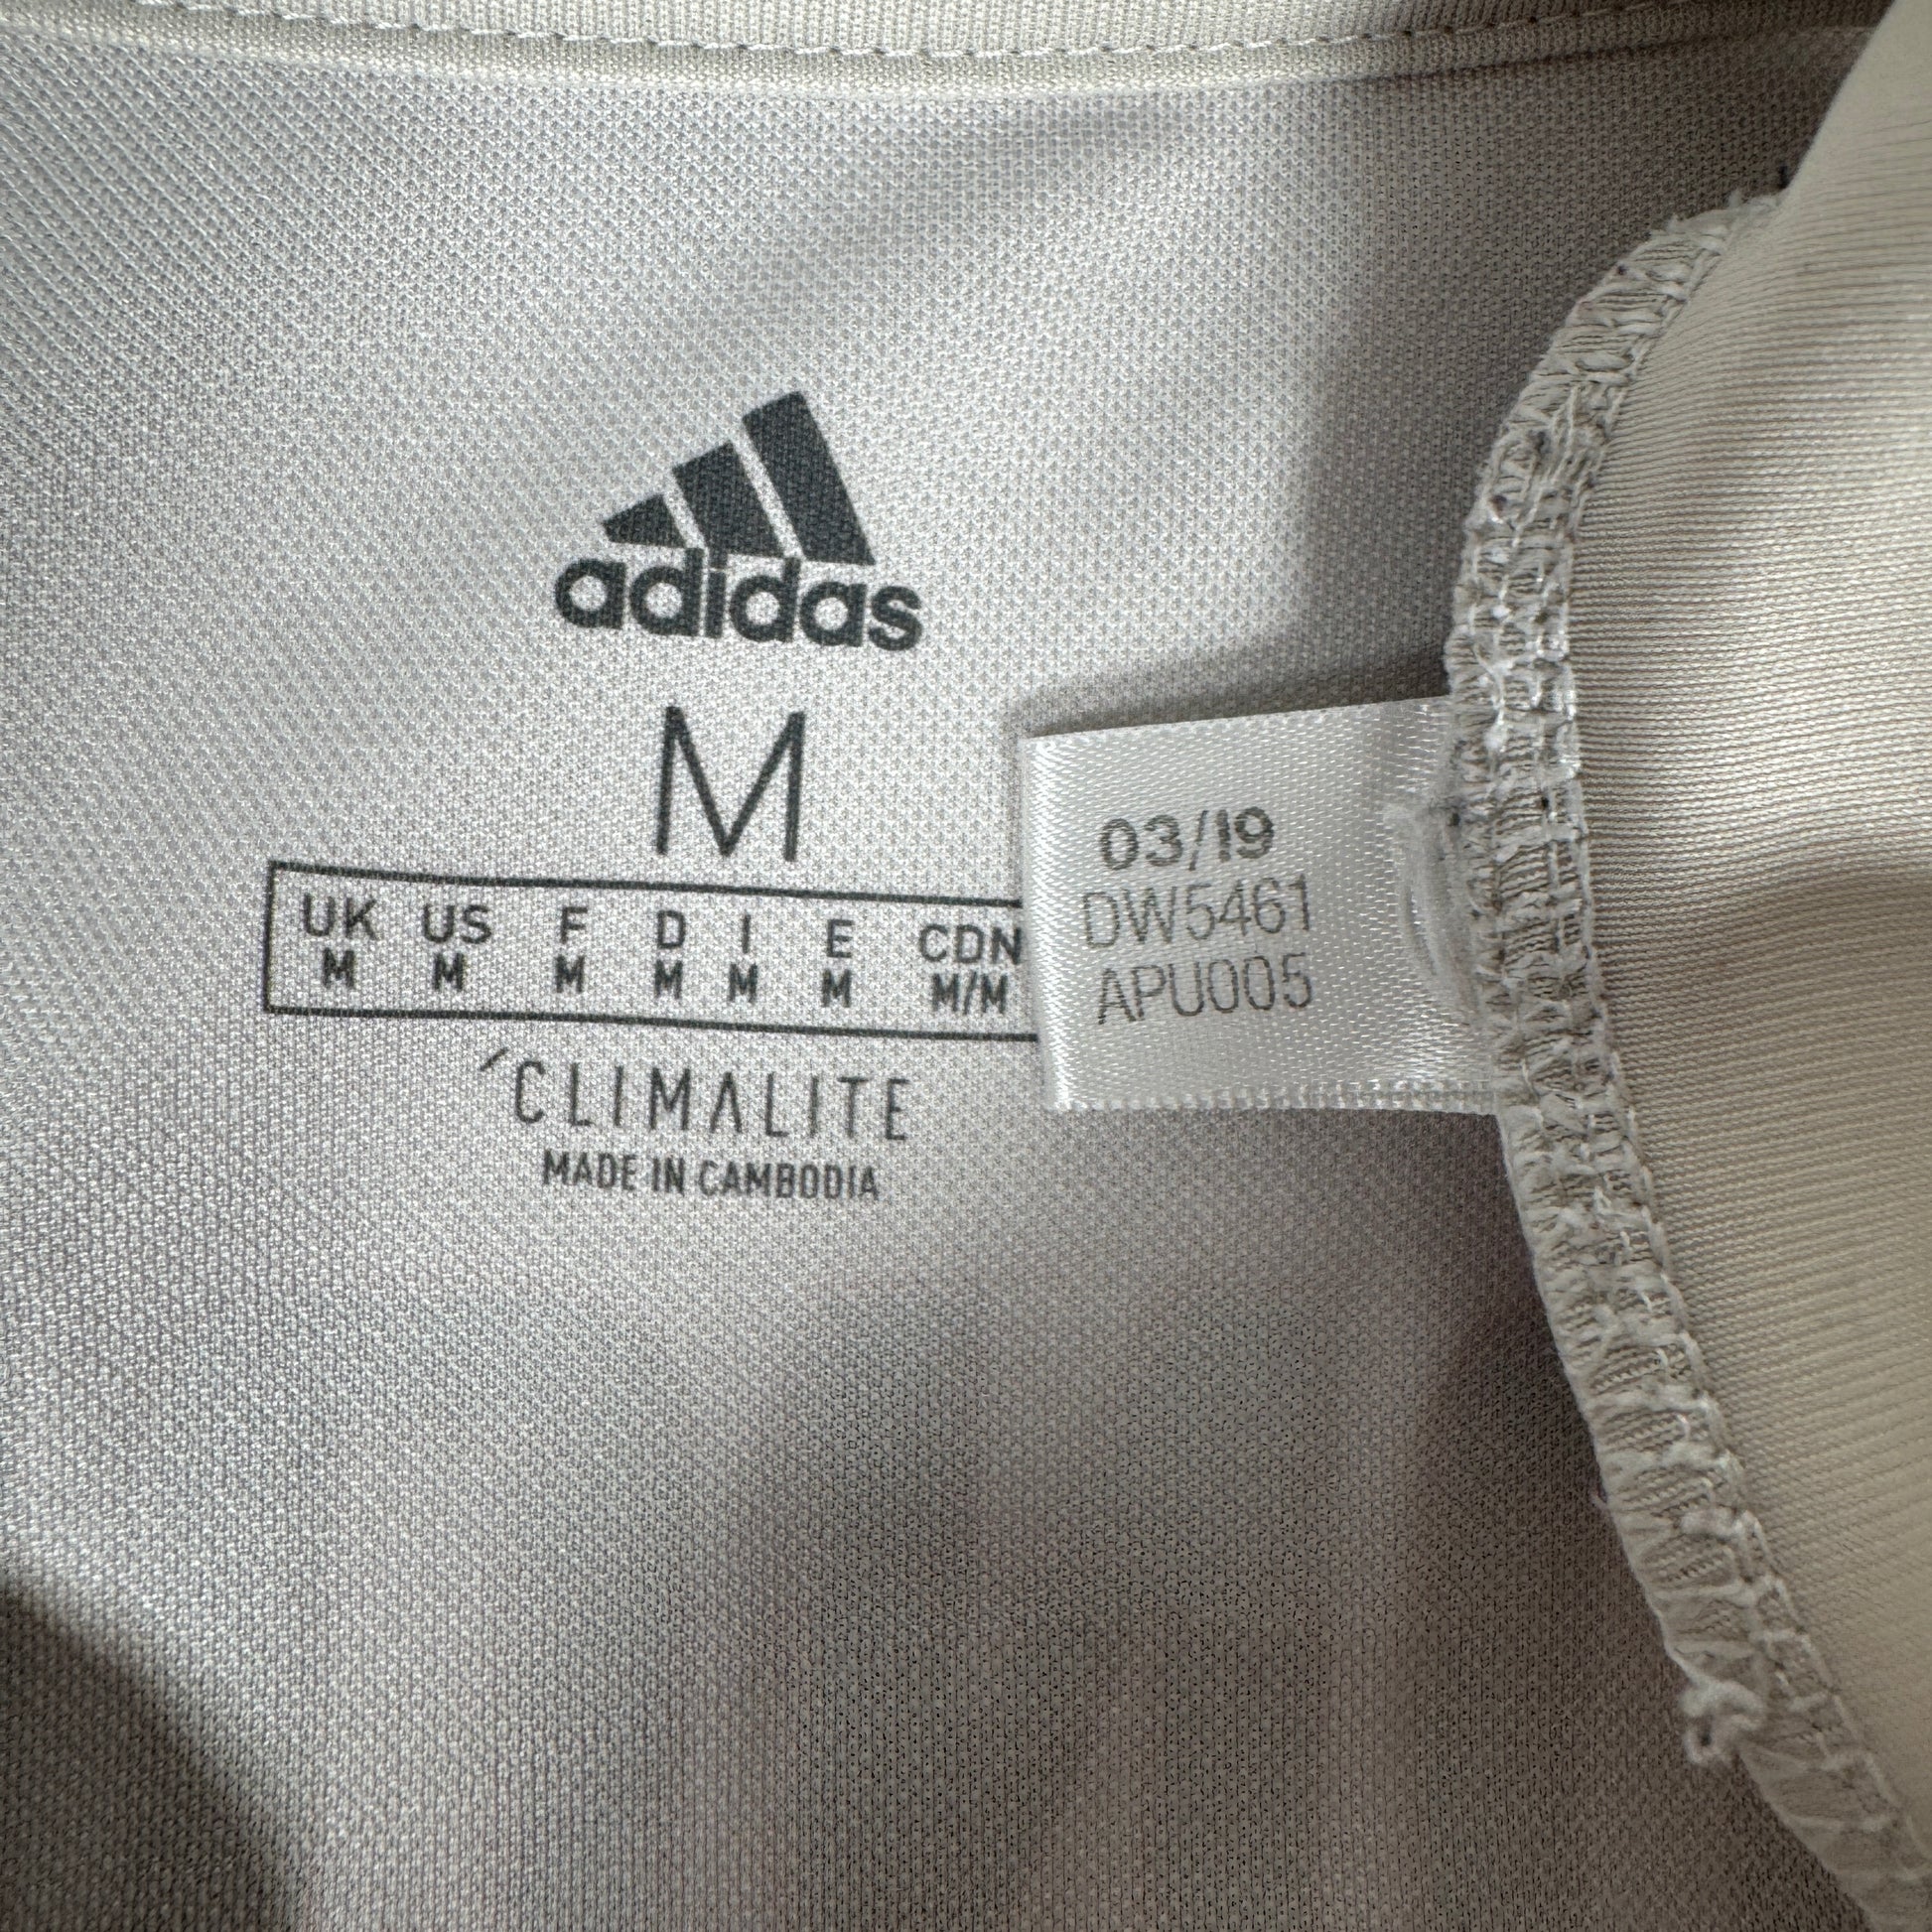 adidas
M
UK US F D I E CDN
M M M M M M M/M
´CLIMALITE
MADE IN CAMBODIA
03/19
DW5461
APU005